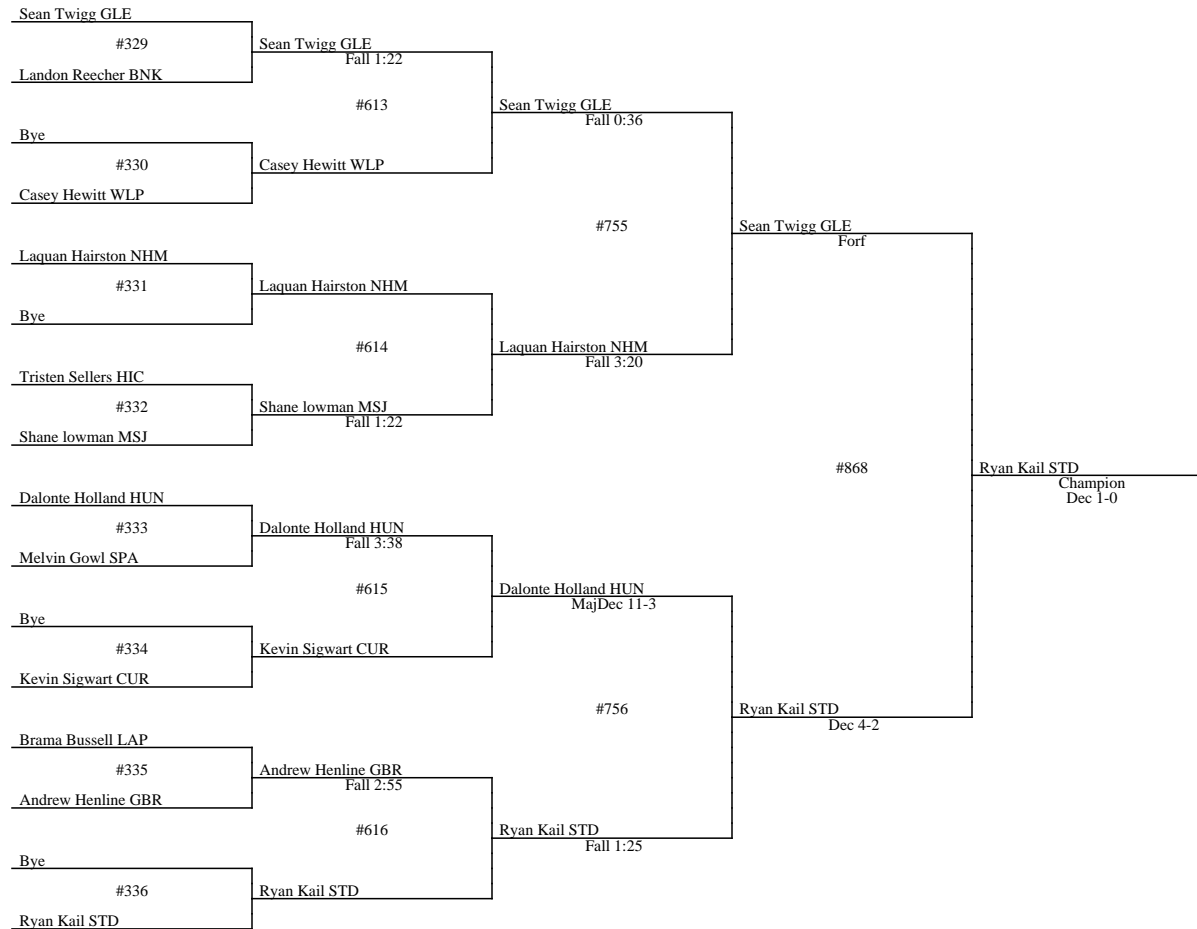 Sean Twigg GLE
#329
Landon Reecher BNK
Sean Twigg GLE
Fall 1:22
#613
Bye
#330
Casey Hewitt WLP
Casey Hewitt WLP
Sean Twigg GLE
Fall 0:36
#755
Laquan Hairston NHM
#331
Bye
Laquan Hairston NHM
#614
Tristen Sellers HIC
#332
Shane lowman MSJ
Shane lowman MSJ
Fall 1:22
Laquan Hairston NHM
Fall 3:20
Sean Twigg GLE
Forf
#868
Dalonte Holland HUN
#333
Melvin Gowl SPA
Dalonte Holland HUN
Fall 3:38
#615
Bye
#334
Kevin Sigwart CUR
Kevin Sigwart CUR
Dalonte Holland HUN
MajDec 11-3
#756
Brama Bussell LAP
#335
Andrew Henline GBR
Andrew Henline GBR
Fall 2:55
#616
Bye
#336
Ryan Kail STD
Ryan Kail STD
Ryan Kail STD
Fall 1:25
Ryan Kail STD
Dec 4-2
Ryan Kail STD
Champion
Dec 1-0